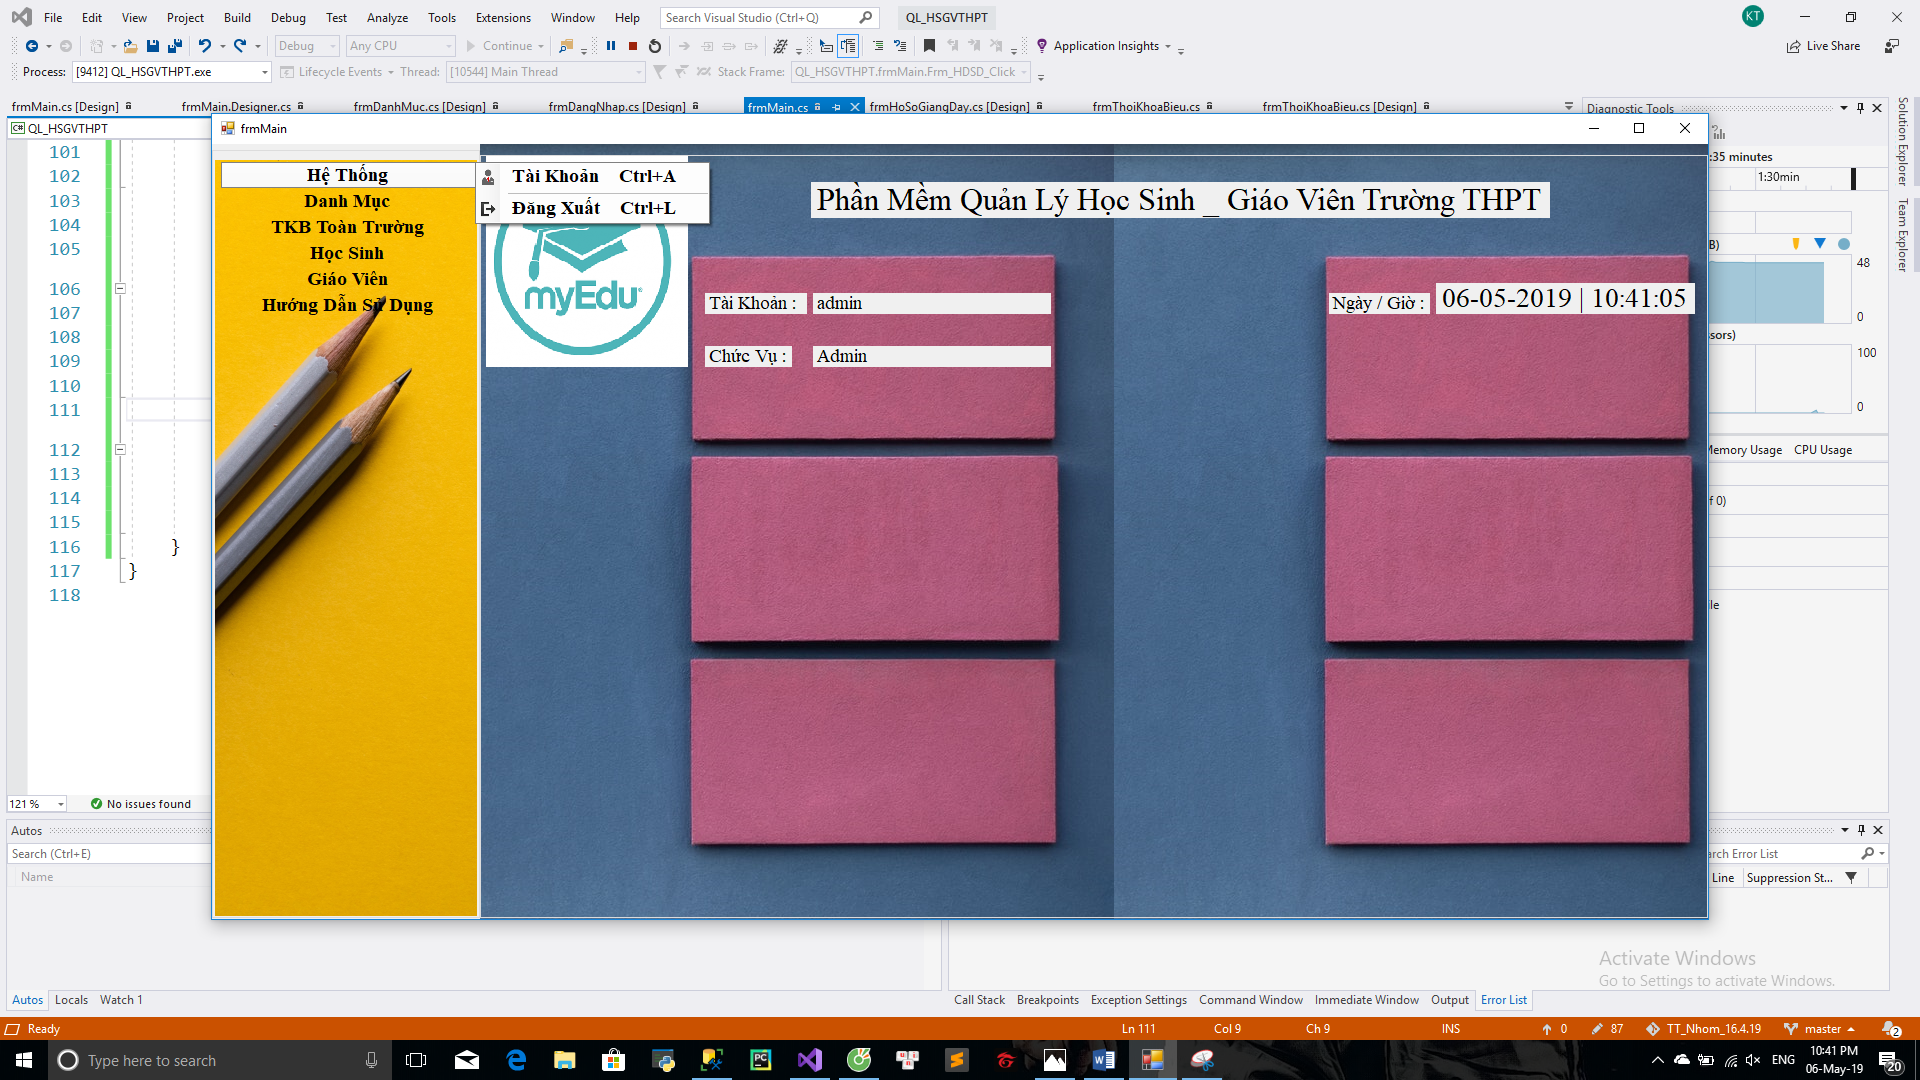 File Edit View Project Build Debug Test Analyze Tools Extensions Window Help Search Visual Studio (Ctrl+Q) QL_HSGVTHPT KT
Debug Any CPU Continue Application Insights Live Share
Process: [9412] QL_HSGVTHPT.exe Lifecycle Events Thread: [10544] Main Thread Stack Frame: QL_HSGVTHPT.frmMain.Frm_HDSD_Click
frmMain.cs [Design] frmMain.Designer.cs frmDanhMuc.cs [Design] frmDangNhap.cs [Design] frmMain.cs frmHoSoGiangDay.cs [Design] frmThoiKhoaBieu.cs frmThoiKhoaBieu.cs [Design] Diagnostic Tools
Solution Explorer
Team Explorer
QL_HSGVTHPT
frmMain
:35 minutes
1:30min
101
102
103
104
105
106
107
108
109
110
111
112
113
114
115
116 }
117 }
118
Hệ Thống
Danh Mục
TKB Toàn Trường
Học Sinh
Giáo Viên
Hướng Dẫn Sử Dụng
Tài Khoản Ctrl+A
Đăng Xuất Ctrl+L
myEdu
Phần Mềm Quản Lý Học Sinh _ Giáo Viên Trường THPT
Tài Khoản : admin
Chức Vụ : Admin
Ngày / Giờ : 06-05-2019 | 10:41:05
B)
48
0
ssors)
100
0
Memory Usage CPU Usage
f 0)
le
121 % No issues found
Autos
Search (Ctrl+E)
Name
arch Error List
Line Suppression St...
Activate Windows
Go to Settings to activate Windows.
Autos Locals Watch 1
Call Stack Breakpoints Exception Settings Command Window Immediate Window Output Error List
Ready Ln 111 Col 9 Ch 9 INS 0 87 TT_Nhom_16.4.19 master 2
Type here to search
ENG 10:41 PM
06-May-19 20